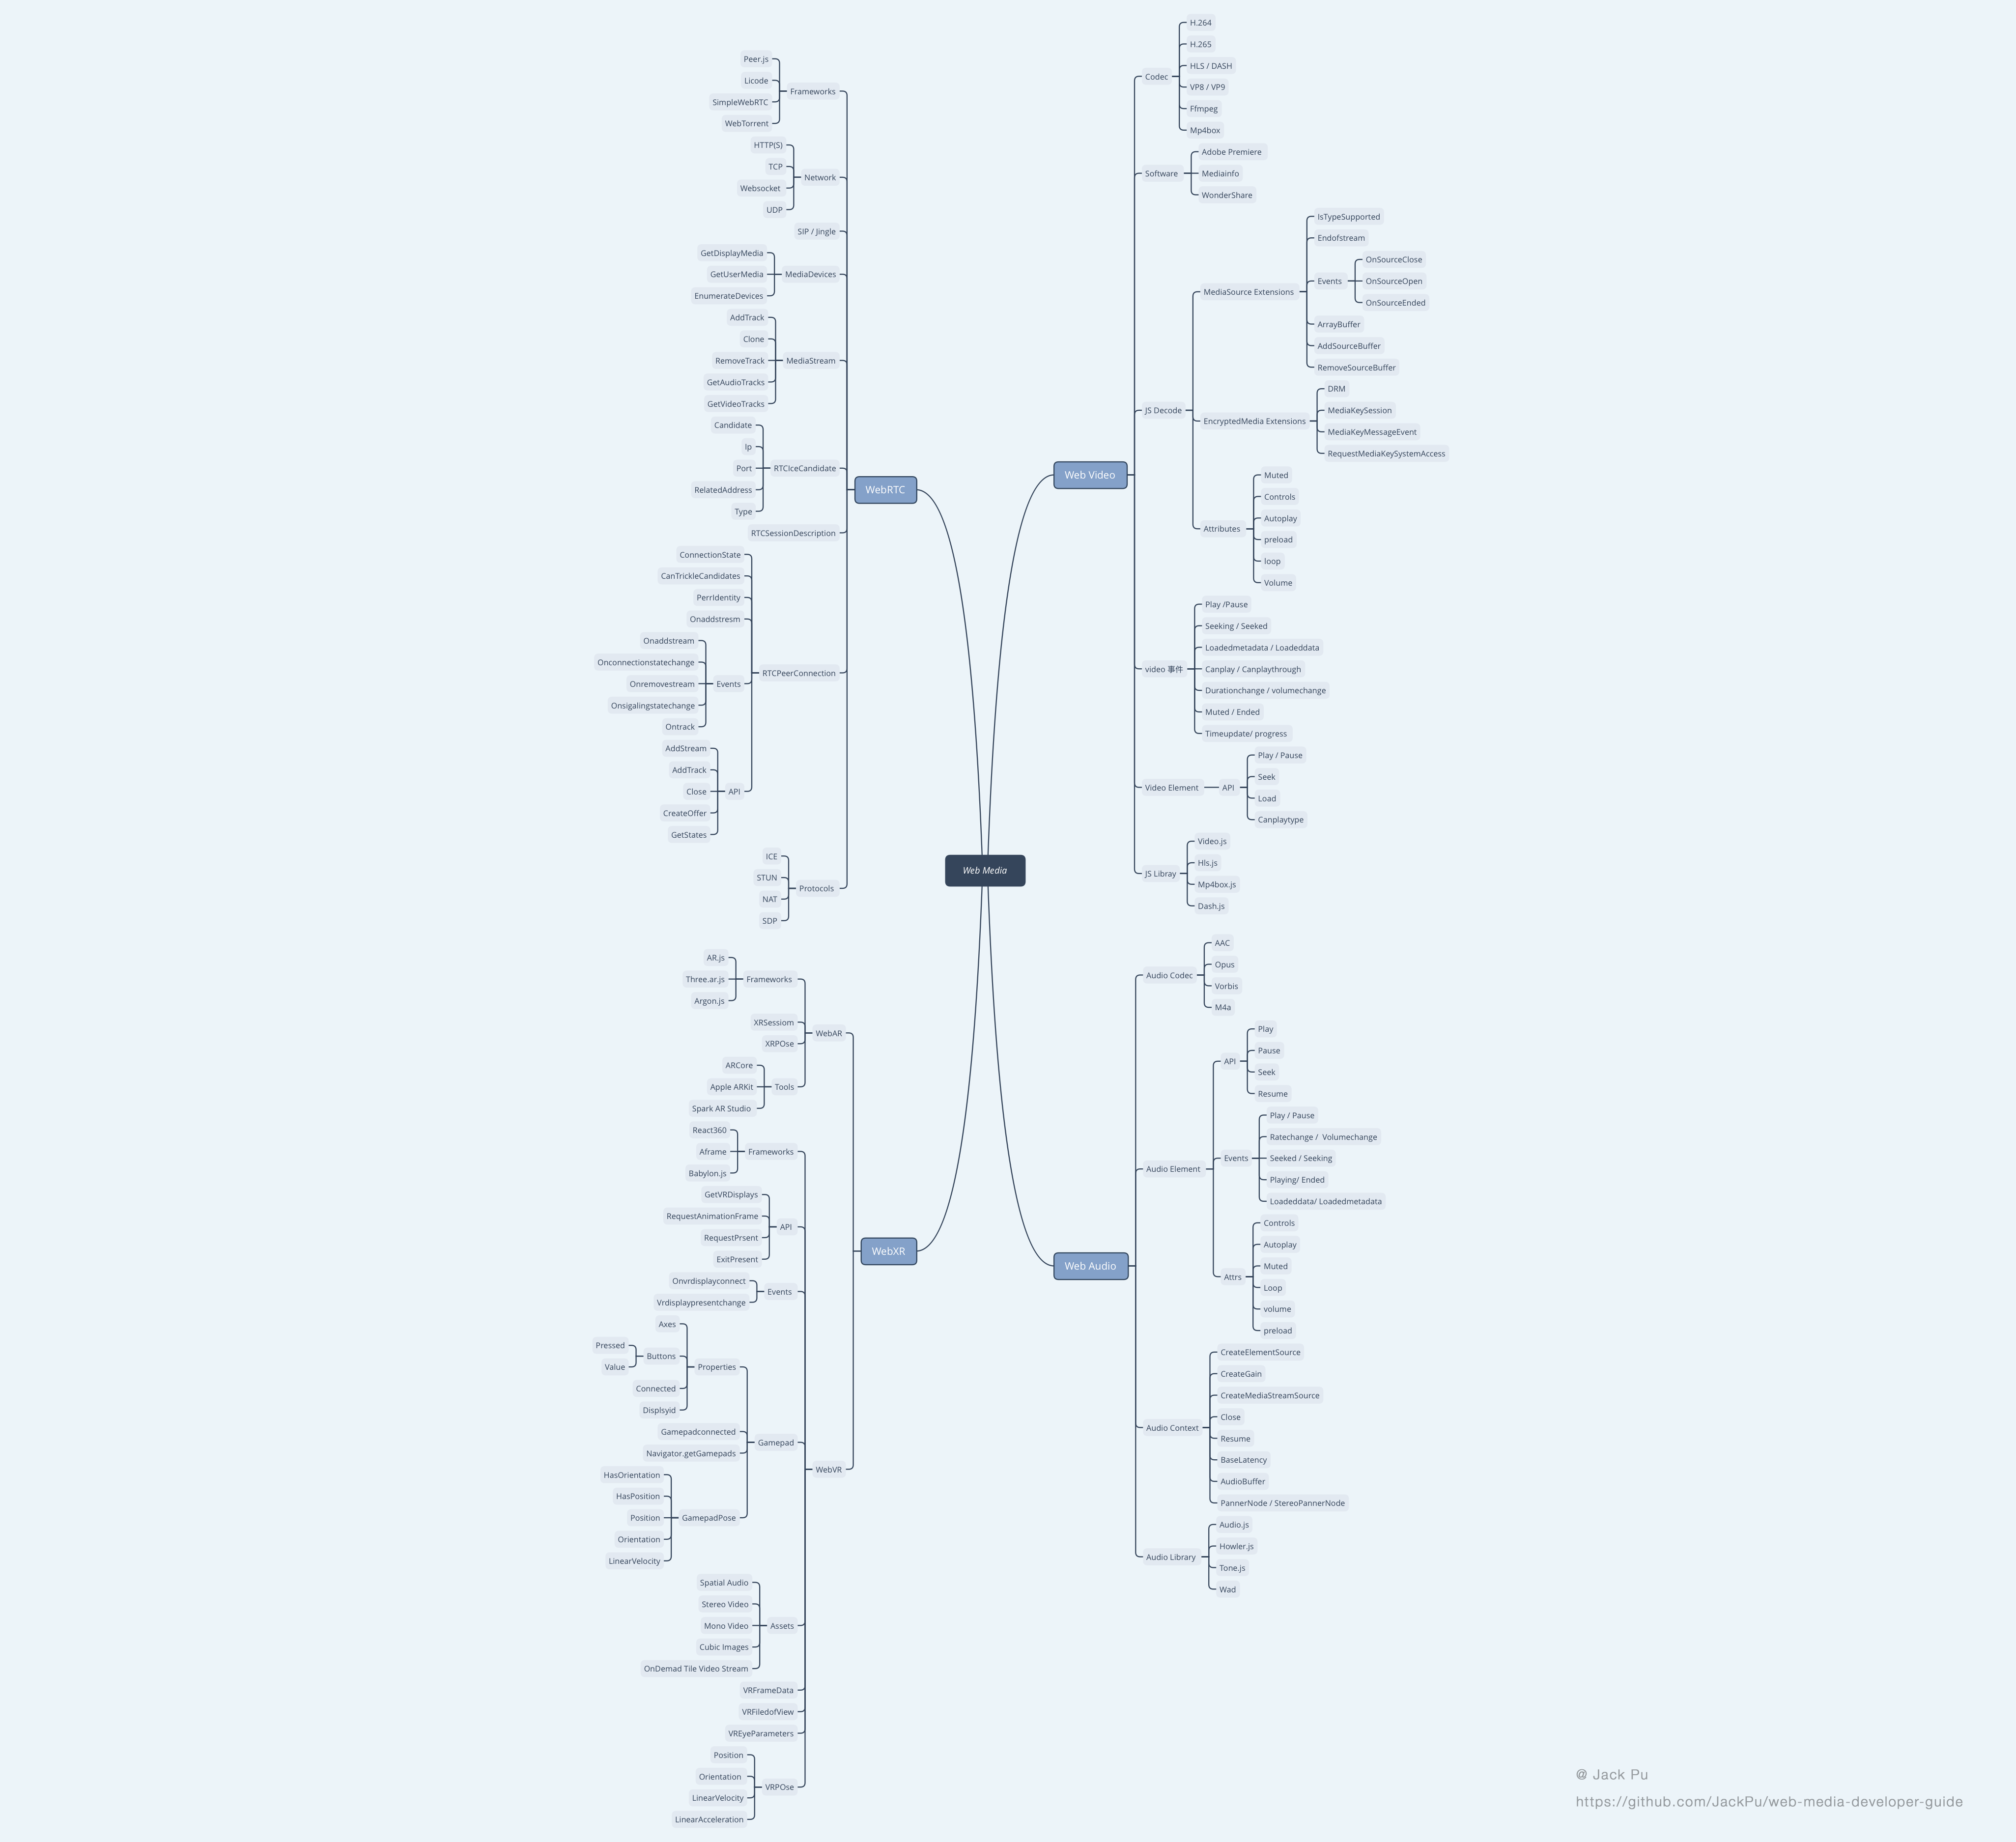 Web Media
WebRTC
Frameworks
Peer.js
Licode
SimpleWebRTC
WebTorrent
Network
HTTP(S)
TCP
Websocket
UDP
SIP / Jingle
MediaDevices
GetDisplayMedia
GetUserMedia
EnumerateDevices
MediaStream
AddTrack
Clone
RemoveTrack
GetAudioTracks
GetVideoTracks
RTCIceCandidate
Candidate
Ip
Port
RelatedAddress
Type
RTCSessionDescription
RTCPeerConnection
ConnectionState
CanTrickleCandidates
PerrIdentity
Onaddstresm
Events
Onaddstream
Onconnectionstatechange
Onremovestream
Onsigalingstatechange
Ontrack
API
AddStream
AddTrack
Close
CreateOffer
GetStates
Protocols
ICE
STUN
NAT
SDP
WebXR
WebAR
Frameworks
AR.js
Three.ar.js
Argon.js
XRSessiom
XRPOse
Tools
ARCore
Apple ARKit
Spark AR Studio
WebVR
Frameworks
React360
Aframe
Babylon.js
API
GetVRDisplays
RequestAnimationFrame
RequestPrsent
ExitPresent
Events
Onvrdisplayconnect
Vrdisplaypresentchange
Gamepad
Properties
Axes
Buttons
Pressed
Value
Connected
Displsyid
Gamepadconnected
Navigator.getGamepads
GamepadPose
HasOrientation
HasPosition
Position
Orientation
LinearVelocity
Assets
Spatial Audio
Stereo Video
Mono Video
Cubic Images
OnDemad Tile Video Stream
VRFrameData
VRFiledofView
VREyeParameters
VRPOse
Position
Orientation
LinearVelocity
LinearAcceleration
Web Video
Codec
H.264
H.265
HLS / DASH
VP8 / VP9
Ffmpeg
Mp4box
Software
Adobe Premiere
Mediainfo
WonderShare
JS Decode
MediaSource Extensions
IsTypeSupported
Endofstream
Events
OnSourceClose
OnSourceOpen
OnSourceEnded
ArrayBuffer
AddSourceBuffer
RemoveSourceBuffer
EncryptedMedia Extensions
DRM
MediaKeySession
MediaKeyMessageEvent
RequestMediaKeySystemAccess
Attributes
Muted
Controls
Autoplay
preload
loop
Volume
video 事件
Play /Pause
Seeking / Seeked
Loadedmetadata / Loadeddata
Canplay / Canplaythrough
Durationchange / volumechange
Muted / Ended
Timeupdate/ progress
Video Element
API
Play / Pause
Seek
Load
Canplaytype
JS Libray
Video.js
Hls.js
Mp4box.js
Dash.js
Web Audio
Audio Codec
AAC
Opus
Vorbis
M4a
Audio Element
API
Play
Pause
Seek
Resume
Events
Play / Pause
Ratechange /  Volumechange
Seeked / Seeking
Playing/ Ended
Loadeddata/ Loadedmetadata
Attrs
Controls
Autoplay
Muted
Loop
volume
preload
Audio Context
CreateElementSource
CreateGain
CreateMediaStreamSource
Close
Resume
BaseLatency
AudioBuffer
PannerNode / StereoPannerNode
Audio Library
Audio.js
Howler.js
Tone.js
Wad
@ Jack Pu
https://github.com/JackPu/web-media-developer-guide